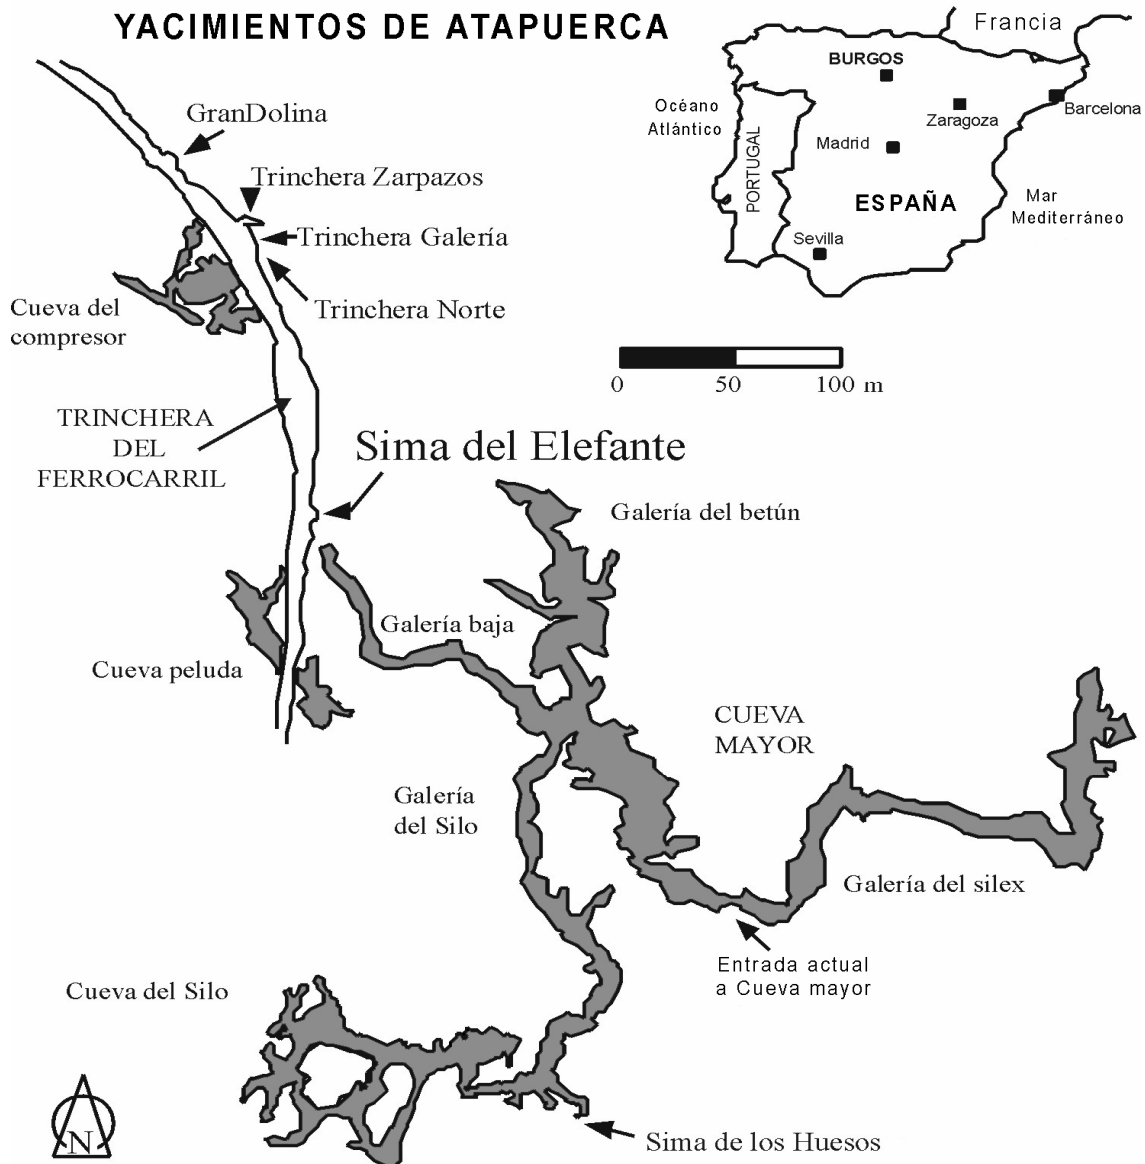 YACIMIENTOS DE ATAPUERCA
Francia
BURGOS
Océano
Atlántico
Barcelona
Zaragoza
Madrid
PORTUGAL
ESPAÑA
Mar
Mediterráneo
Sevilla
GranDolina
Trinchera Zarpazos
Trinchera Galería
Trinchera Norte
Cueva del
compresor
0 50 100 m
TRINCHERA
DEL
FERROCARRIL
Sima del Elefante
Galería del betún
Galería baja
Cueva peluda
CUEVA
MAYOR
Galería
del Silo
Galería del silex
Entrada actual
a Cueva mayor
Cueva del Silo
N
Sima de los Huesos